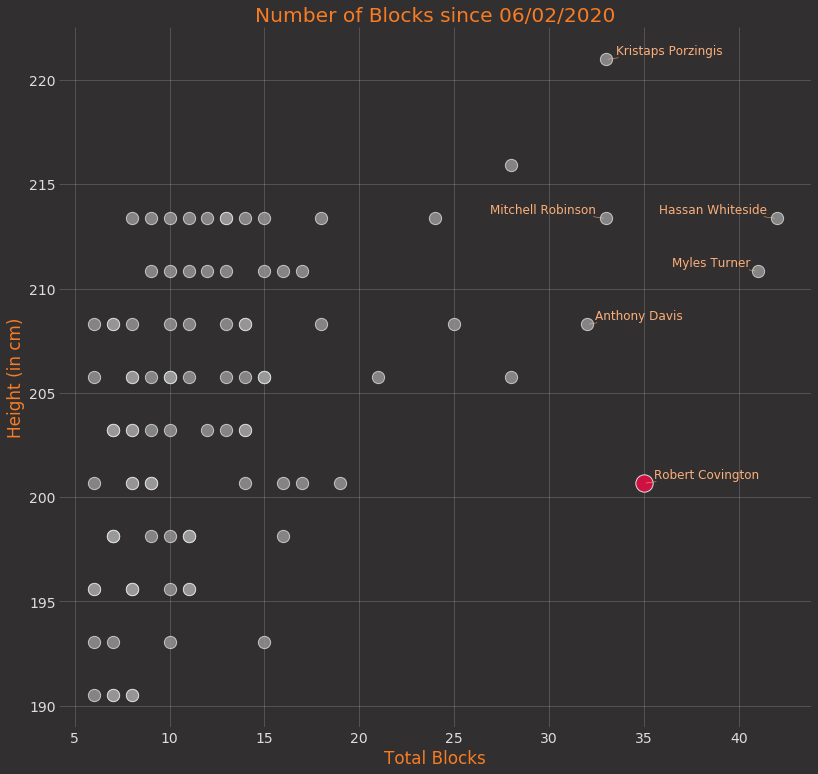 Number of Blocks since 06/02/2020
Kristaps Porzingis
Mitchell Robinson
Hassan Whiteside
Myles Turner
Anthony Davis
Robert Covington
Height (in cm)
220
215
210
205
200
195
190
5 10 15 20 25 30 35 40
Total Blocks